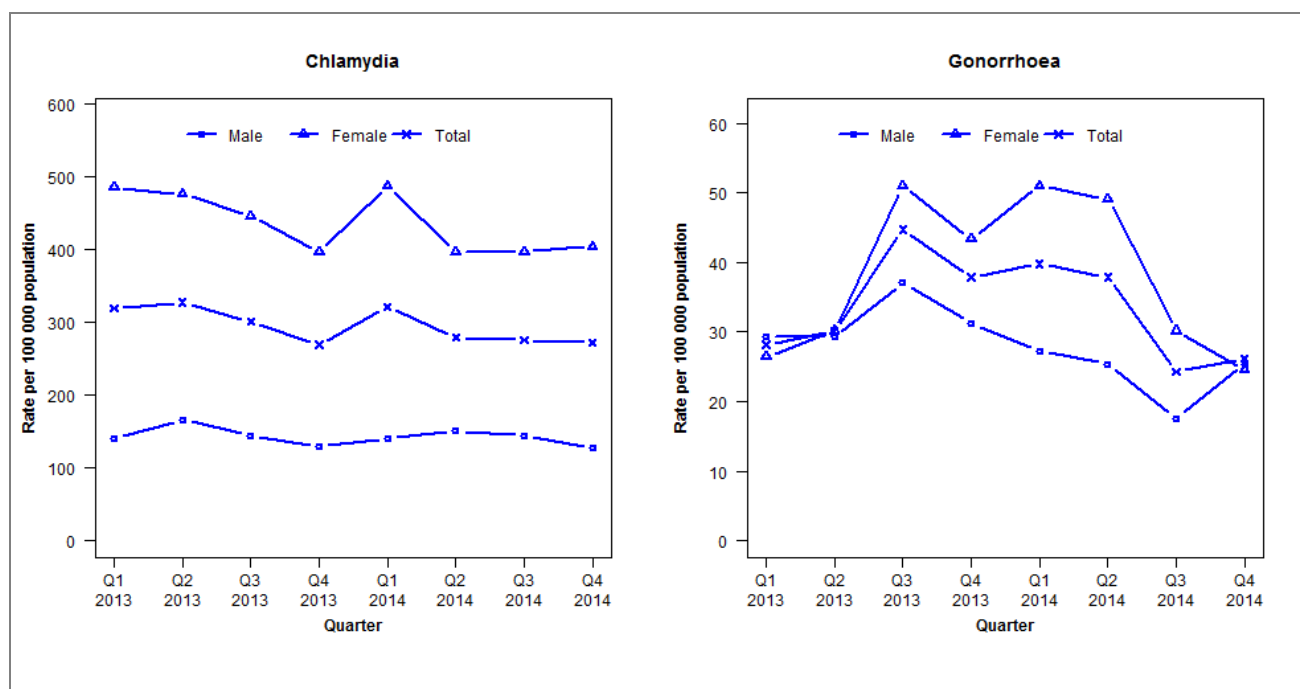 Chlamydia
Rate per 100 000 population
600
500
400
300
200
100
0
Male Female Total
Q1 Q2 Q3 Q4 Q1 Q2 Q3 Q4
2013 2013 2013 2013 2014 2014 2014 2014
Quarter
Gonorrhoea
Rate per 100 000 population
60
50
40
30
20
10
0
Male Female Total
Q1 Q2 Q3 Q4 Q1 Q2 Q3 Q4
2013 2013 2013 2013 2014 2014 2014 2014
Quarter